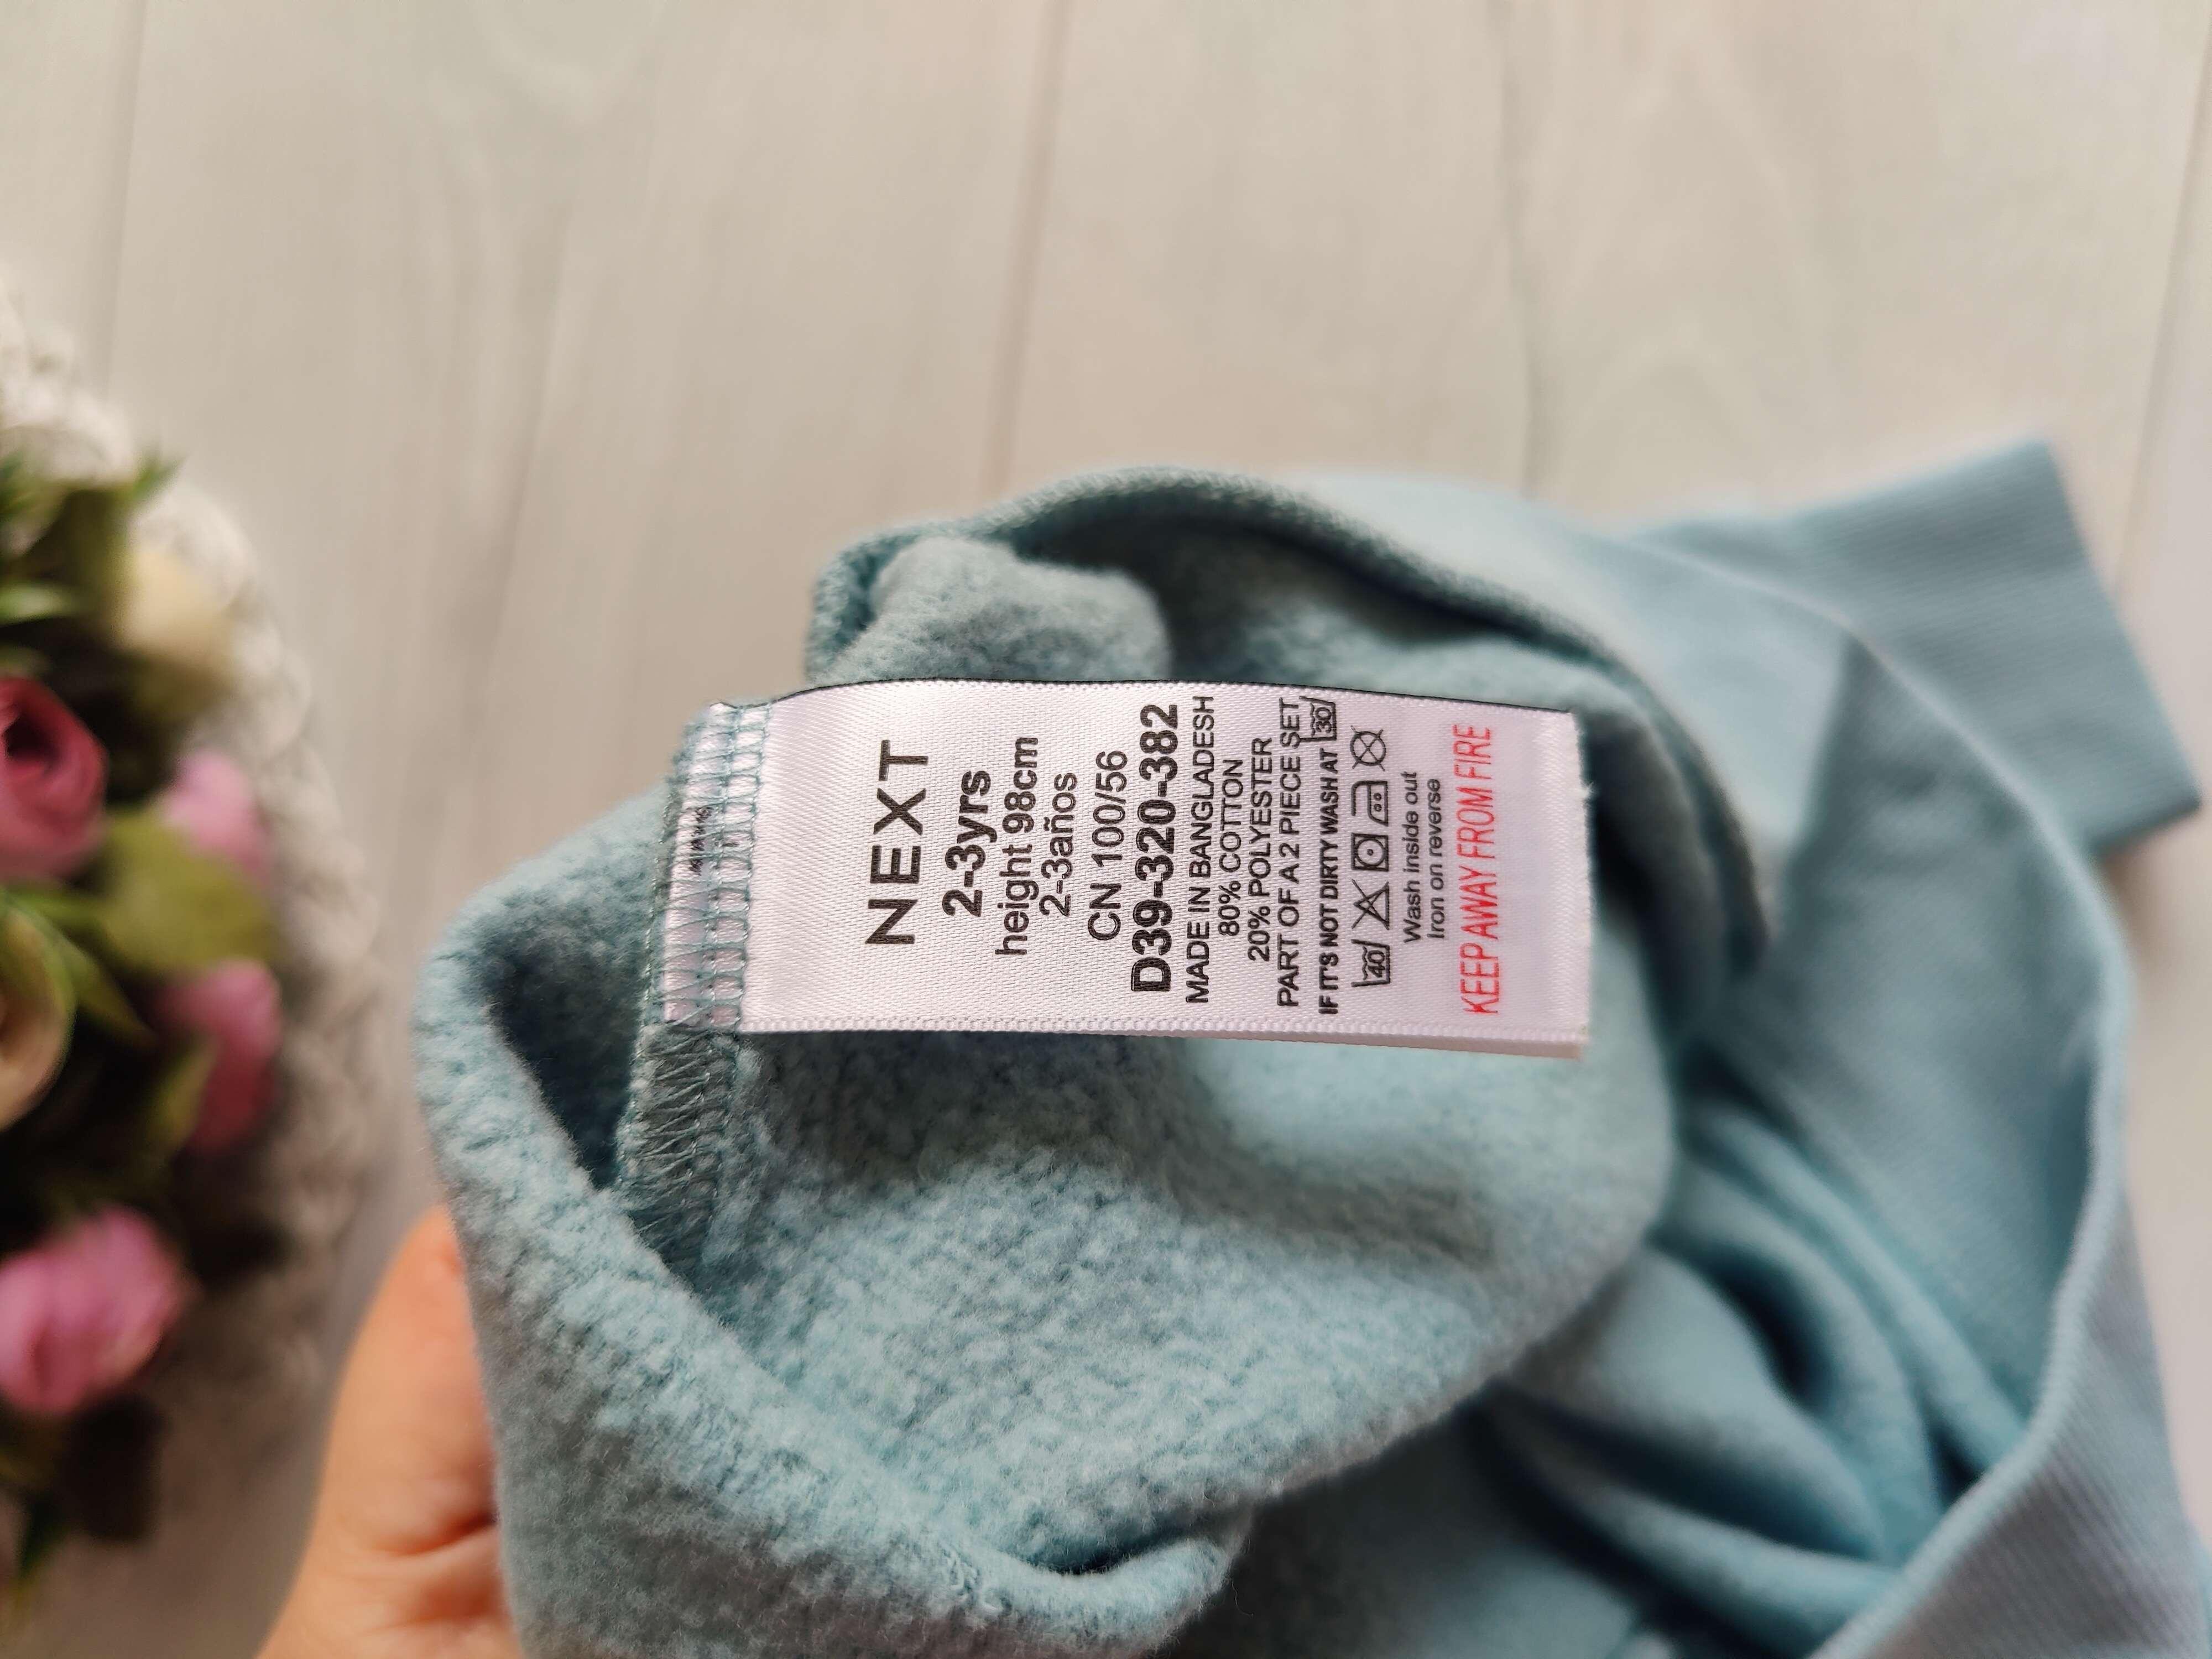 NEXT
2-3yrs
height 98cm
2-3años
CN 100/56
D39-320-382
MADE IN BANGLADESH
80% COTTON
20% POLYESTER
PART OF A 2 PIECE SET
IF IT'S NOT DIRTY WASH AT 30
40
Wash inside out
Iron on reverse
KEEP AWAY FROM FIRE